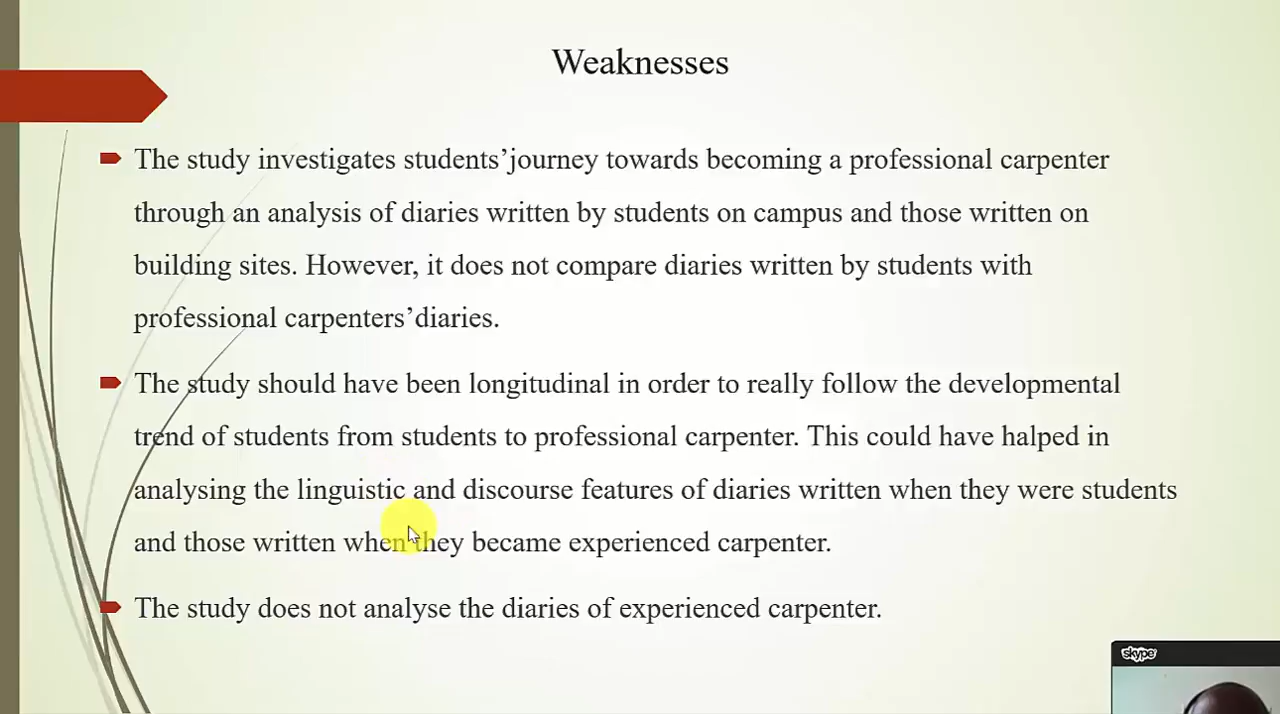 Weaknesses
The study investigates students’journey towards becoming a professional carpenter
through an analysis of diaries written by students on campus and those written on
building sites. However, it does not compare diaries written by students with
professional carpenters’diaries.
The study should have been longitudinal in order to really follow the developmental
trend of students from students to professional carpenter. This could have halped in
analysing the linguistic and discourse features of diaries written when they were students
and those written when they became experienced carpenter.
The study does not analyse the diaries of experienced carpenter.
skype